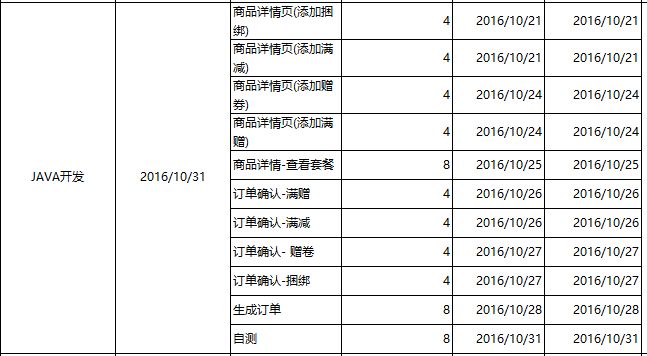 JAVA开发 2016/10/31
商品详情页(添加捆
绑) 4 2016/10/21 2016/10/21
商品详情页(添加满
减) 4 2016/10/21 2016/10/21
商品详情页(添加赠
券) 4 2016/10/24 2016/10/24
商品详情页(添加满
赠) 4 2016/10/24 2016/10/24
商品详情-查看套餐 8 2016/10/25 2016/10/25
订单确认-满赠 4 2016/10/26 2016/10/26
订单确认-满减 4 2016/10/26 2016/10/26
订单确认- 赠卷 4 2016/10/27 2016/10/27
订单确认-捆绑 4 2016/10/27 2016/10/27
生成订单 8 2016/10/28 2016/10/28
自测 8 2016/10/31 2016/10/31